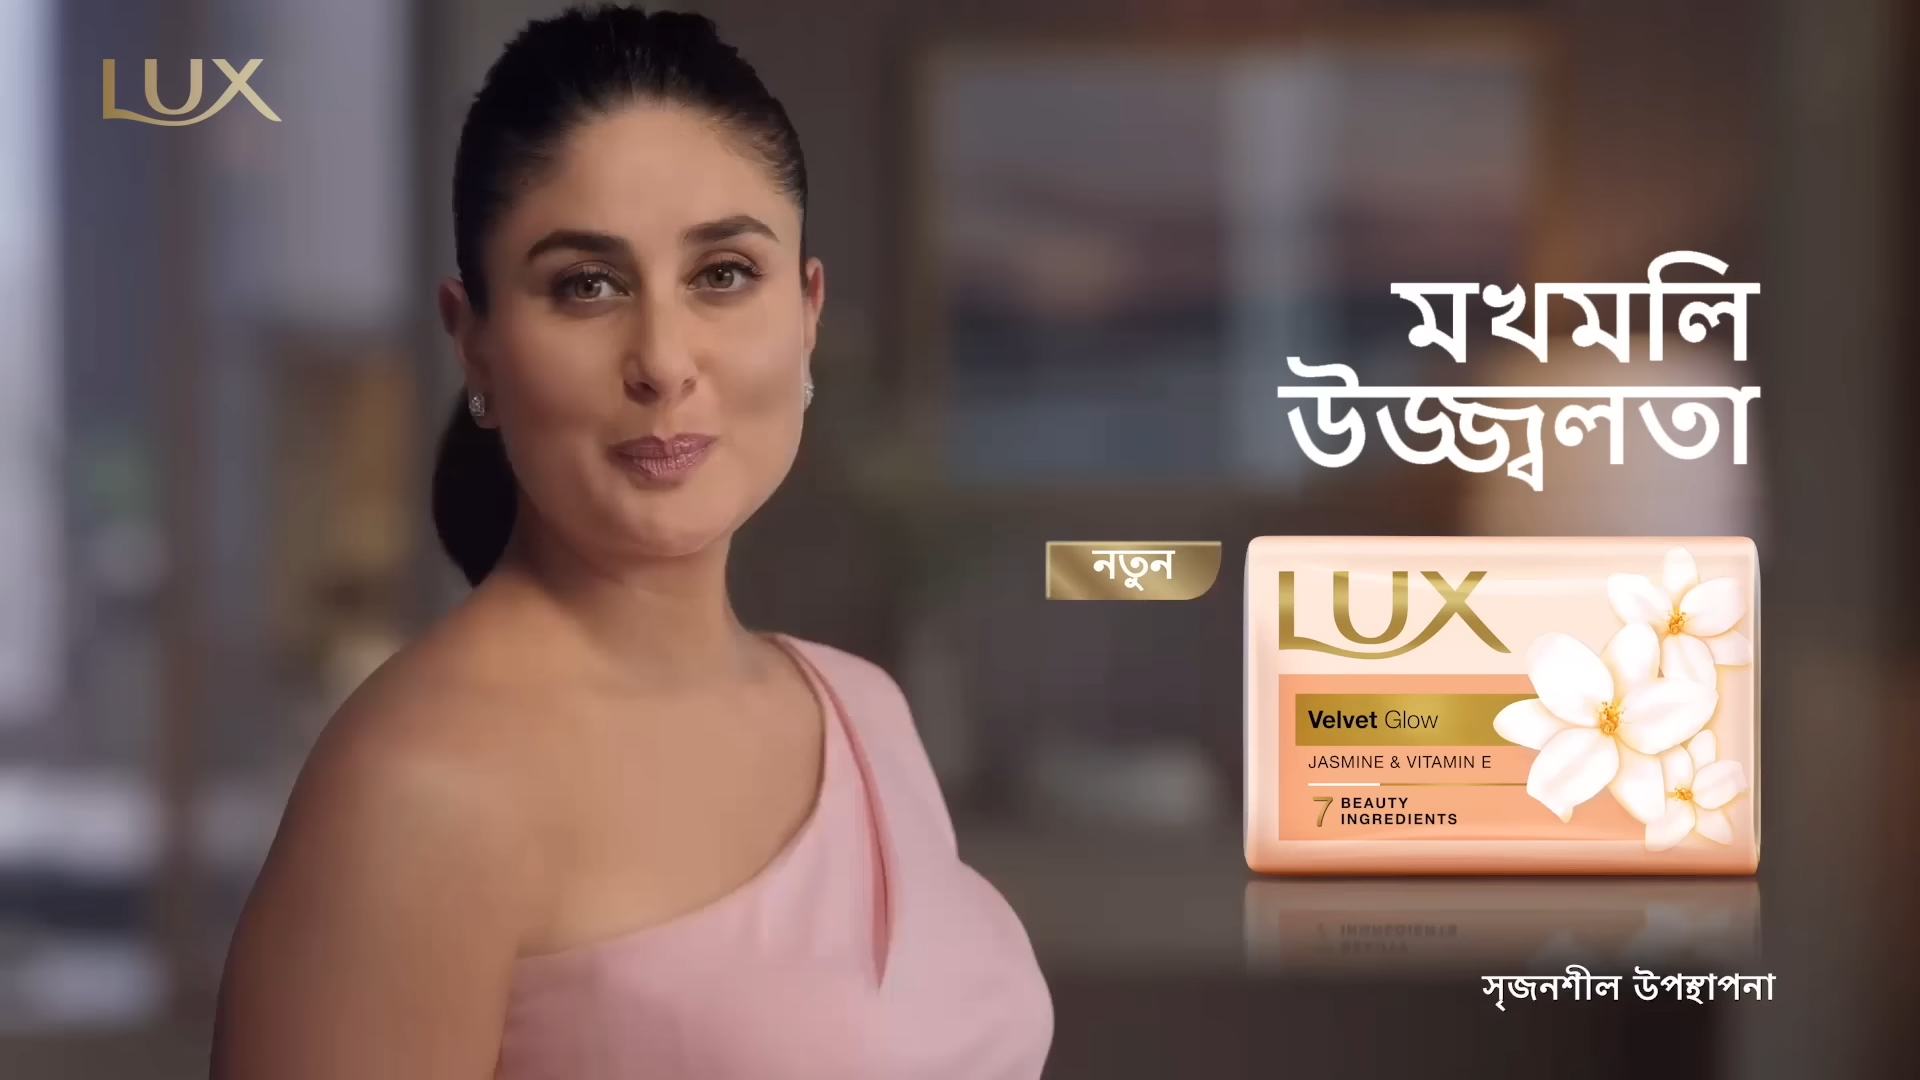 LUX
মখমলি
উজ্জ্বলতা
নতুন
LUX
Velvet Glow
JASMINE & VITAMIN E
7 BEAUTY
INGREDIENTS
সৃজনশীল উপস্থাপনা